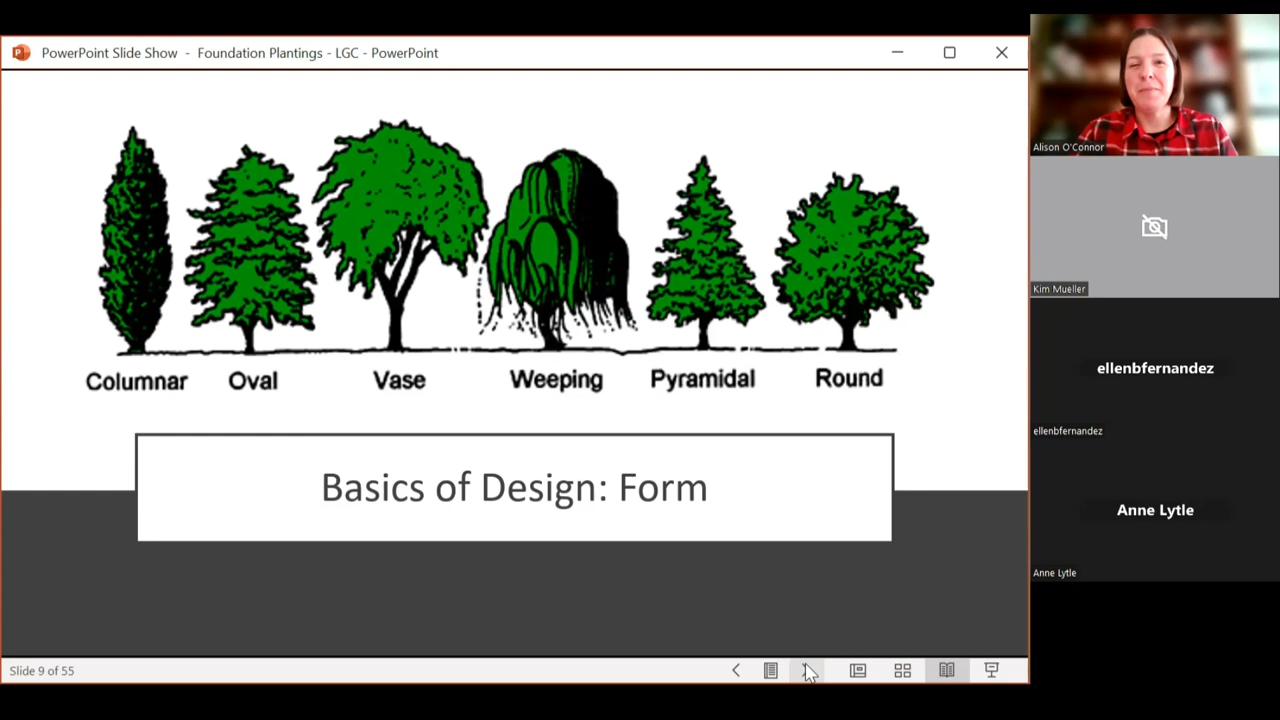 PowerPoint Slide Show - Foundation Plantings - LGC - PowerPoint
Columnar Oval Vase Weeping Pyramidal Round
Basics of Design: Form
Slide 9 of 55
Alison O'Connor
Kim Mueller
ellenbfernandez
ellenbfernandez
Anne Lytle
Anne Lytle